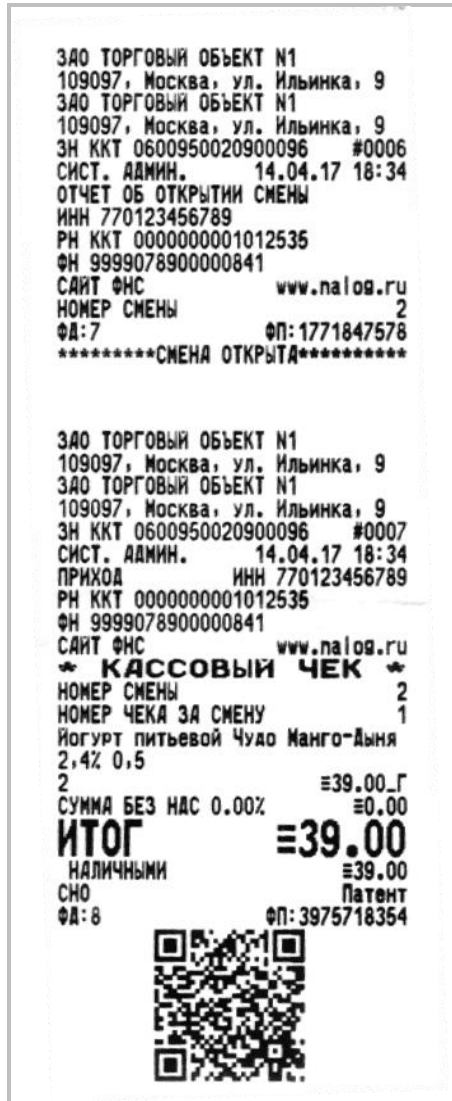 ЗАО ТОРГОВЫЙ ОБЪЕКТ N1
109097, Москва, ул. Ильинка, 9
ЗАО ТОРГОВЫЙ ОБЪЕКТ N1
109097, Москва, ул. Ильинка, 9
ЗН ККТ 0600950020900096 #0006
СИСТ. АДМИН. 14.04.17 18:34
ОТЧЕТ ОБ ОТКРЫТИИ СМЕНЫ
ИНН 770123456789
РН ККТ 0000000001012535
ФН 9999078900000841
САЙТ ФНС www.nalog.ru
НОМЕР СМЕНЫ 2
ФД:7 ФП:1771847578
*********СМЕНА ОТКРЫТА**********
ЗАО ТОРГОВЫЙ ОБЪЕКТ N1
109097, Москва, ул. Ильинка, 9
ЗАО ТОРГОВЫЙ ОБЪЕКТ N1
109097, Москва, ул. Ильинка, 9
ЗН ККТ 0600950020900096 #0007
СИСТ. АДМИН. 14.04.17 18:34
ПРИХОД ИНН 770123456789
РН ККТ 0000000001012535
ФН 9999078900000841
САЙТ ФНС www.nalog.ru
* КАССОВЫЙ ЧЕК *
НОМЕР СМЕНЫ 2
НОМЕР ЧЕКА ЗА СМЕНУ 1
Йогурт питьевой Чудо Манго-Дыня
2,4% 0,5
2 ≡39.00_Г
СУММА БЕЗ НДС 0.00% ≡0.00
ИТОГ ≡39.00
НАЛИЧНЫМИ ≡39.00
СНО Патент
ФД:8 ФП:3975718354